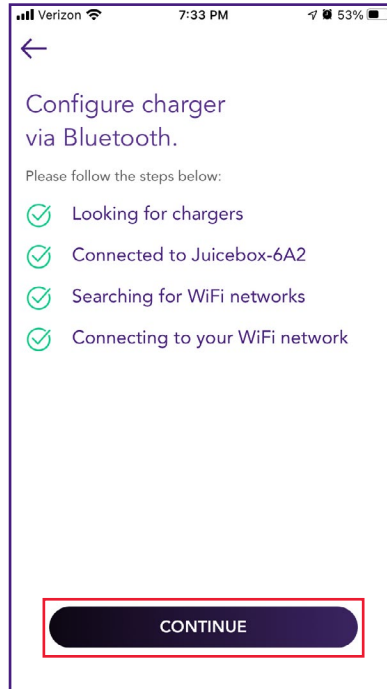 Verizon 7:33 PM 53%
Configure charger
via Bluetooth.
Please follow the steps below:
Looking for chargers
Connected to Juicebox-6A2
Searching for WiFi networks
Connecting to your WiFi network
CONTINUE